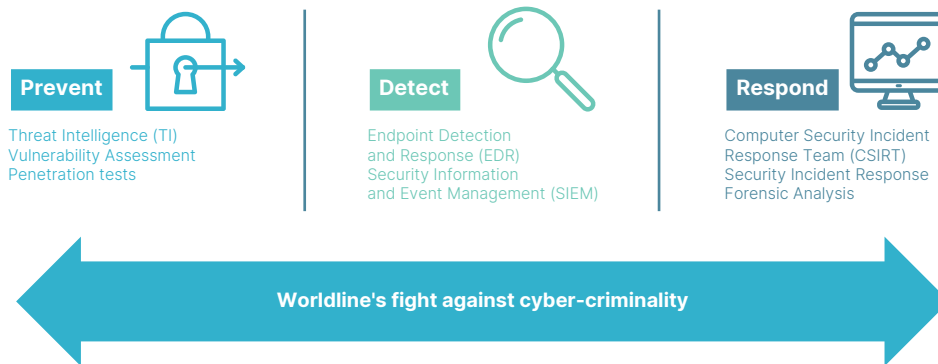 Prevent
Threat Intelligence (TI)
Vulnerability Assessment
Penetration tests
Detect
Endpoint Detection
and Response (EDR)
Security Information
and Event Management (SIEM)
Respond
Computer Security Incident
Response Team (CSIRT)
Security Incident Response
Forensic Analysis
Worldline's fight against cyber-criminality